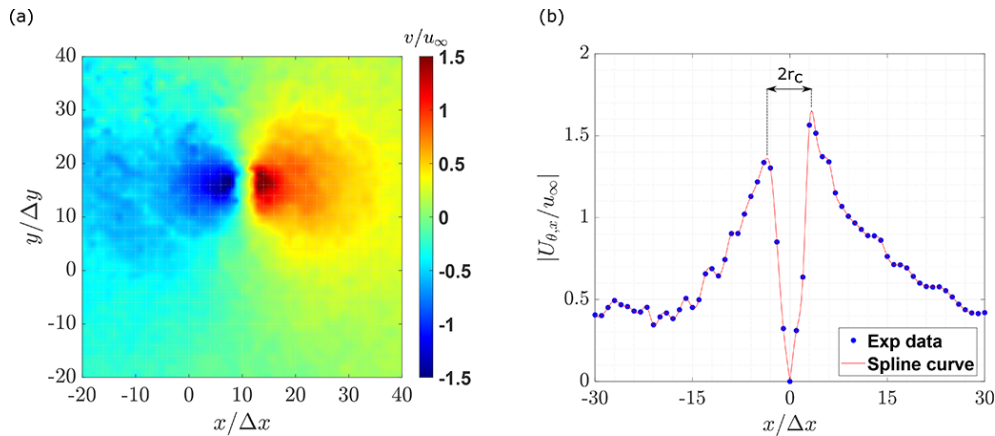 (a)
v/u∞
40
30
20
10
0
-10
-20
y/Δy
-20 -10 0 10 20 30 40
x/Δx
1.5
1
0.5
0
-0.5
-1
-1.5
(b)
2
1.5
1
0.5
0
|Uθ,x/u∞|
2rc
Exp data
Spline curve
-30 -15 0 15 30
x/Δx